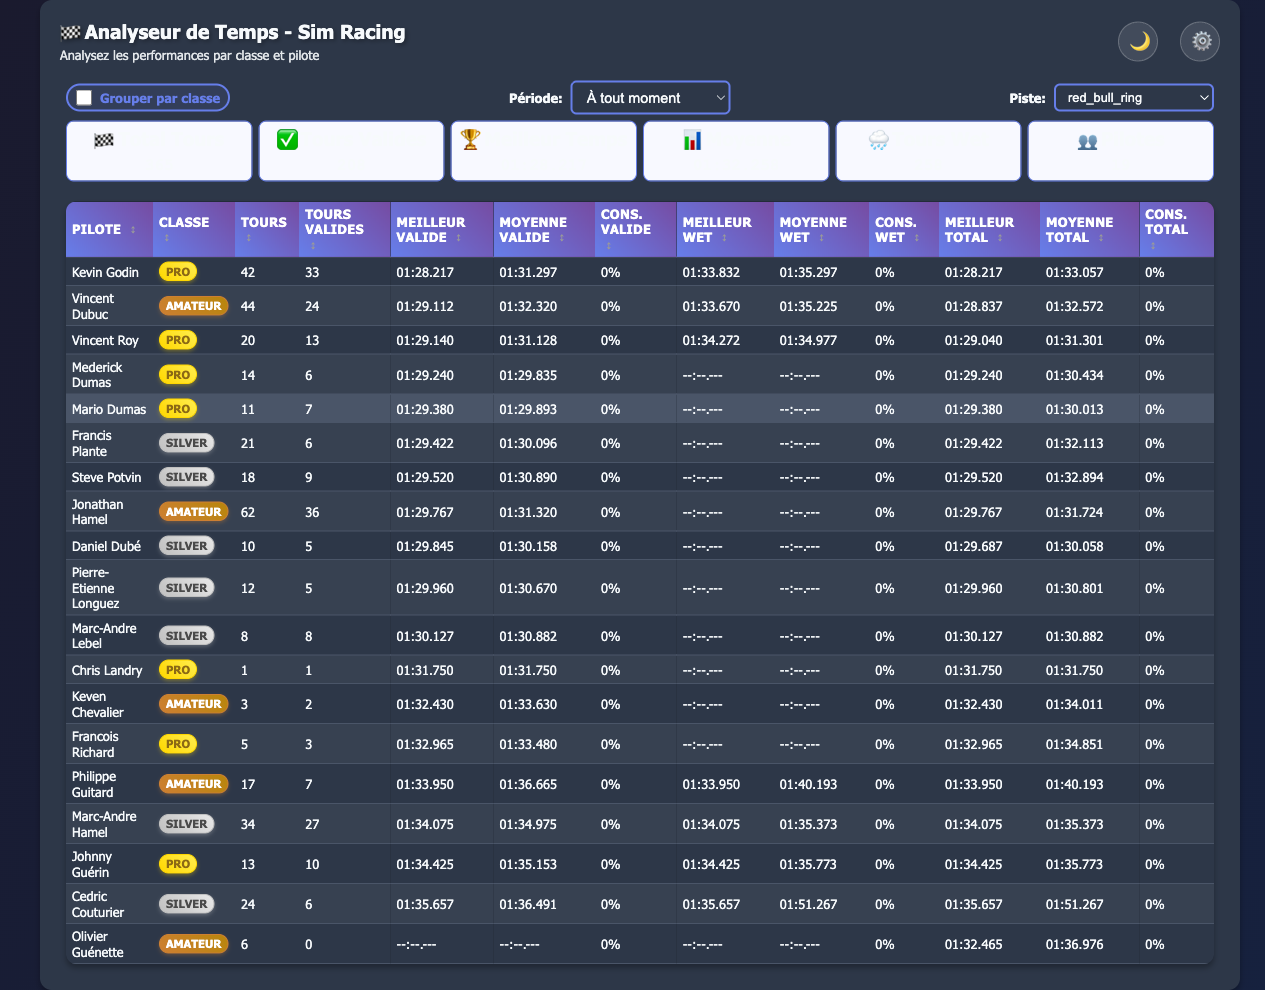 Analyseur de Temps - Sim Racing
Analysez les performances par classe et pilote
Grouper par classe
Période: À tout moment
Piste: red_bull_ring
PILOTE CLASSE TOURS TOURS VALIDES MEILLEUR VALIDE MOYENNE VALIDE CONS. VALIDE MEILLEUR WET MOYENNE WET CONS. WET MEILLEUR TOTAL MOYENNE TOTAL CONS. TOTAL
Kevin Godin PRO 42 33 01:28.217 01:31.297 0% 01:33.832 01:35.297 0% 01:28.217 01:33.057 0%
Vincent Dubuc AMATEUR 44 24 01:29.112 01:32.320 0% 01:33.670 01:35.225 0% 01:28.837 01:32.572 0%
Vincent Roy PRO 20 13 01:29.140 01:31.128 0% 01:34.272 01:34.977 0% 01:29.040 01:31.301 0%
Mederick Dumas PRO 14 6 01:29.240 01:29.835 0% --:--.--- --:--.--- 0% 01:29.240 01:30.434 0%
Mario Dumas PRO 11 7 01:29.380 01:29.893 0% --:--.--- --:--.--- 0% 01:29.380 01:30.013 0%
Francis Plante SILVER 21 6 01:29.422 01:30.096 0% --:--.--- --:--.--- 0% 01:29.422 01:32.113 0%
Steve Potvin SILVER 18 9 01:29.520 01:30.890 0% --:--.--- --:--.--- 0% 01:29.520 01:32.894 0%
Jonathan Hamel AMATEUR 62 36 01:29.767 01:31.320 0% --:--.--- --:--.--- 0% 01:29.767 01:31.724 0%
Daniel Dubé SILVER 10 5 01:29.845 01:30.158 0% --:--.--- --:--.--- 0% 01:29.687 01:30.058 0%
Pierre-Etienne Longuez SILVER 12 5 01:29.960 01:30.670 0% --:--.--- --:--.--- 0% 01:29.960 01:30.801 0%
Marc-Andre Lebel SILVER 8 8 01:30.127 01:30.882 0% --:--.--- --:--.--- 0% 01:30.127 01:30.882 0%
Chris Landry PRO 1 1 01:31.750 01:31.750 0% --:--.--- --:--.--- 0% 01:31.750 01:31.750 0%
Keven Chevalier AMATEUR 3 2 01:32.430 01:33.630 0% --:--.--- --:--.--- 0% 01:32.430 01:34.011 0%
Francois Richard PRO 5 3 01:32.965 01:33.480 0% --:--.--- --:--.--- 0% 01:32.965 01:34.851 0%
Philippe Guitard AMATEUR 17 7 01:33.950 01:36.665 0% 01:33.950 01:40.193 0% 01:33.950 01:40.193 0%
Marc-Andre Hamel SILVER 34 27 01:34.075 01:34.975 0% 01:34.075 01:35.373 0% 01:34.075 01:35.373 0%
Johnny Guérin PRO 13 10 01:34.425 01:35.153 0% 01:34.425 01:35.773 0% 01:34.425 01:35.773 0%
Cedric Couturier SILVER 24 6 01:35.657 01:36.491 0% 01:35.657 01:51.267 0% 01:35.657 01:51.267 0%
Olivier Guénette AMATEUR 6 0 --:--.--- --:--.--- 0% --:--.--- --:--.--- 0% 01:32.465 01:36.976 0%